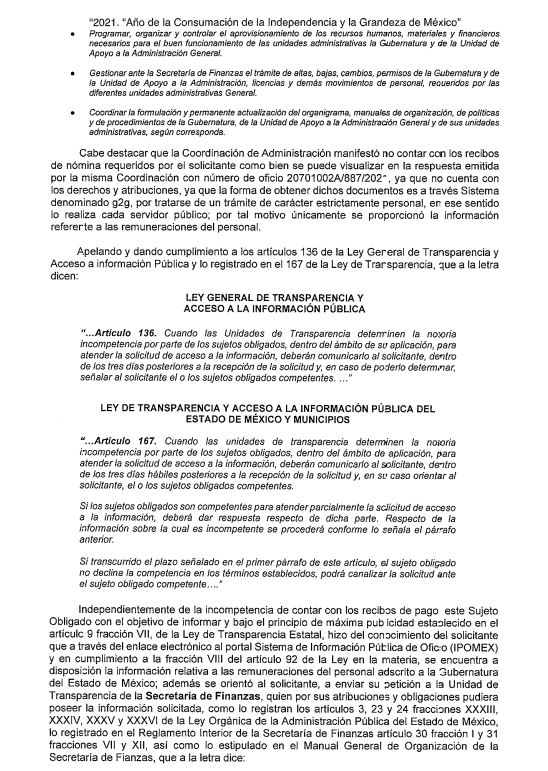 "2021. "Año de la Consumación de la Independencia y la Grandeza de México"
• Programar, organizar y controlar el aprovisionamiento de los recursos humanos, materiales y financieros
necesarios para el buen funcionamiento de las unidades administrativas la Gubernatura y de la Unidad de
Apoyo a la Administración General.
• Gestionar ante la Secretaría de Finanzas el trámite de altas, bajas, cambios, permisos de la Gubernatura y de
la Unidad de Apoyo a la Administración, licencias y demás movimientos de personal, requeridos por las
diferentes unidades administrativas General.
• Coordinar la formulación y permanente actualización del organigrama, manuales de organización, de políticas
y de procedimientos de la Gubernatura, de la Unidad de Apoyo a la Administración General y de sus unidades
administrativas, según corresponda.
Cabe destacar que la Coordinación de Administración manifestó no contar con los recibos
de nómina requeridos por el solicitante como bien se puede visualizar en la respuesta emitida
por la misma Coordinación con número de oficio 20701002A/887/2021, ya que no cuenta con
los derechos y atribuciones, ya que la forma de obtener dichos documentos es a través Sistema
denominado g2g, por tratarse de un trámite de carácter estrictamente personal, en ese sentido
lo realiza cada servidor público; por tal motivo únicamente se proporcionó la información
referente a las remuneraciones del personal.
Apelando y dando cumplimiento a los artículos 136 de la Ley General de Transparencia y
Acceso a información Pública y lo registrado en el 167 de la Ley de Transparencia, que a la letra
dicen:
LEY GENERAL DE TRANSPARENCIA Y
ACCESO A LA INFORMACIÓN PÚBLICA
"...Artículo 136. Cuando las Unidades de Transparencia determinen la notoria
incompetencia por parte de los sujetos obligados, dentro del ámbito de su aplicación, para
atender la solicitud de acceso a la información, deberán comunicarlo al solicitante, dentro
de los tres días posteriores a la recepción de la solicitud y, en caso de poderlo determinar,
señalar al solicitante el o los sujetos obligados competentes. ..."
LEY DE TRANSPARENCIA Y ACCESO A LA INFORMACIÓN PÚBLICA DEL
ESTADO DE MÉXICO Y MUNICIPIOS
"...Artículo 167. Cuando las unidades de transparencia determinen la notoria
incompetencia por parte de los sujetos obligados, dentro del ámbito de aplicación, para
atender la solicitud de acceso a la información, deberán comunicarlo al solicitante, dentro
de los tres días hábiles posteriores a la recepción de la solicitud y, en su caso orientar al
solicitante, el o los sujetos obligados competentes.
Si los sujetos obligados son competentes para atender parcialmente la solicitud de acceso
a la información, deberá dar respuesta respecto de dicha parte. Respecto de la
información sobre la cual es incompetente se procederá conforme lo señala el párrafo
anterior.
Si transcurrido el plazo señalado en el primer párrafo de este artículo, el sujeto obligado
no declina la competencia en los términos establecidos, podrá canalizar la solicitud ante
el sujeto obligado competente...."
Independientemente de la incompetencia de contar con los recibos de pago este Sujeto
Obligado con el objetivo de informar y bajo el principio de máxima publicidad establecido en el
artículo 9 fracción VII, de la Ley de Transparencia Estatal, hizo del conocimiento del solicitante
que a través del enlace electrónico al portal Sistema de Información Pública de Oficio (IPOMEX)
y en cumplimiento a la fracción VIII del artículo 92 de la Ley en la materia, se encuentra a
disposición la información relativa a las remuneraciones del personal adscrito a la Gubernatura
del Estado de México; además se orientó al solicitante, a enviar su petición a la Unidad de
Transparencia de la Secretaría de Finanzas, quien por sus atribuciones y obligaciones pudiera
poseer la información solicitada, como lo registran los artículos 3, 23 y 24 fracciones XXXIII,
XXXIV, XXXV y XXXVI de la Ley Orgánica de la Administración Pública del Estado de México,
lo registrado en el Reglamento Interior de la Secretaría de Finanzas artículo 30 fracción I y 31
fracciones VII y XII, así como lo estipulado en el Manual General de Organización de la
Secretaría de Fianzas, que a la letra dice: